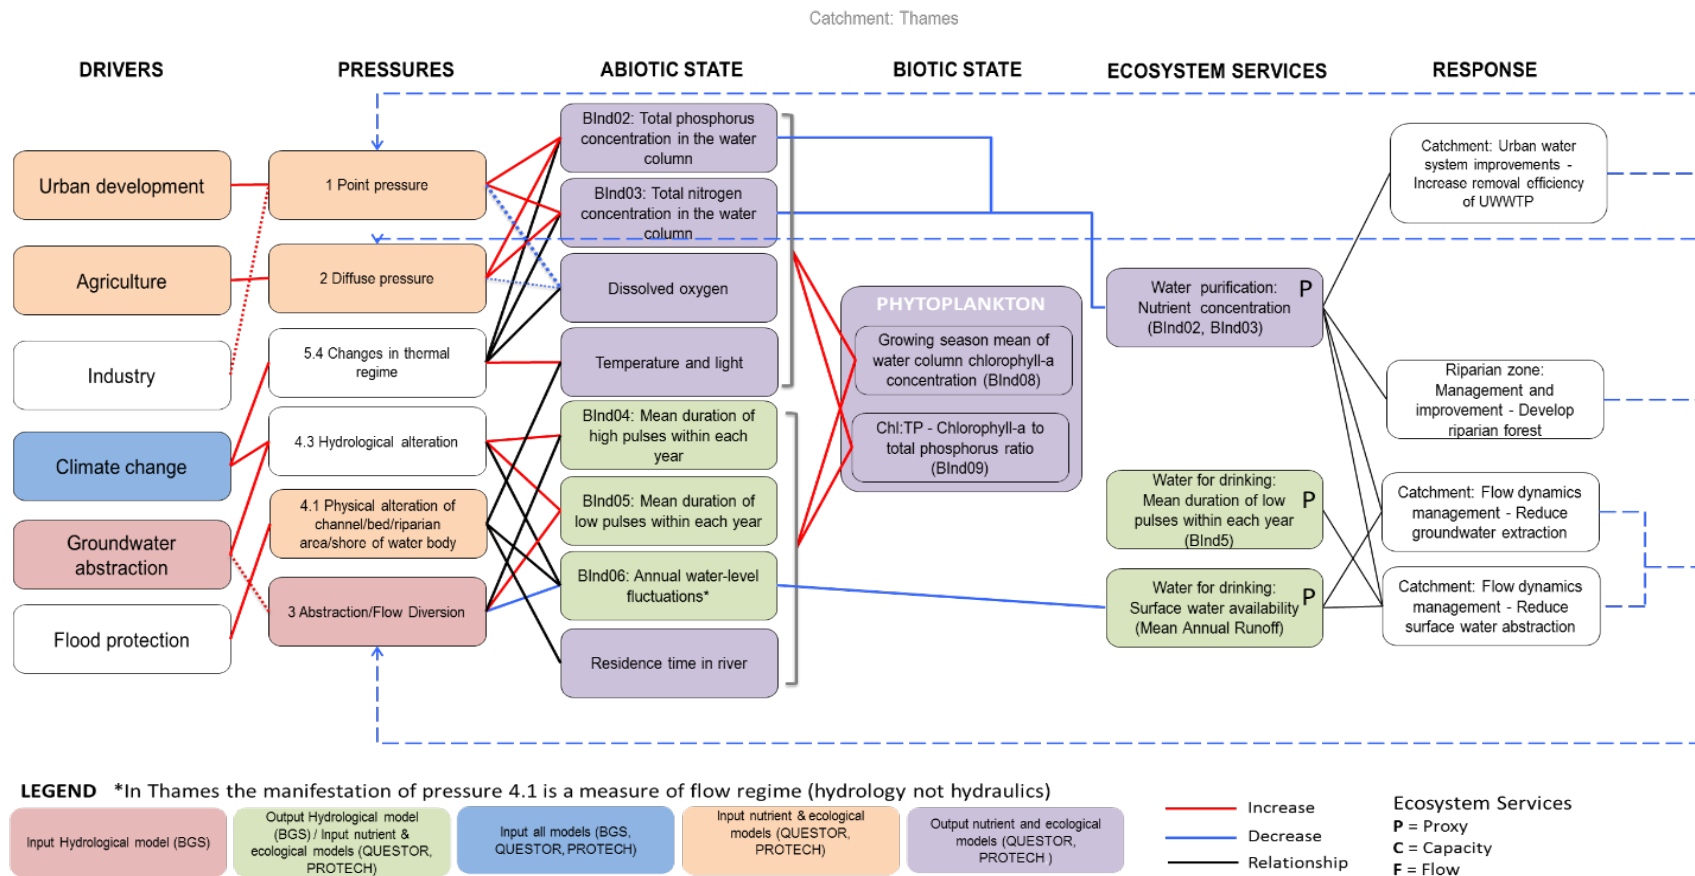 Catchment: Thames
DRIVERS
PRESSURES
ABIOTIC STATE
BIOTIC STATE
ECOSYSTEM SERVICES
RESPONSE
Urban development
Agriculture
Industry
Climate change
Groundwater
abstraction
Flood protection
1 Point pressure
2 Diffuse pressure
5.4 Changes in thermal
regime
4.3 Hydrological alteration
4.1 Physical alteration of
channel/bed/riparian
area/shore of water body
3 Abstraction/Flow Diversion
BInd02: Total phosphorus
concentration in the water
column
BInd03: Total nitrogen
concentration in the water
column
Dissolved oxygen
Temperature and light
BInd04: Mean duration of
high pulses within each
year
BInd05: Mean duration of
low pulses within each year
BInd06: Annual water-level
fluctuations*
Residence time in river
PHYTOPLANKTON
Growing season mean of
water column chlorophyll-a
concentration (BInd08)
Chl:TP - Chlorophyll-a to
total phosphorus ratio
(BInd09)
Water purification:
Nutrient concentration
(BInd02, BInd03)
P
Water for drinking:
Mean duration of low
pulses within each year
(BInd5)
P
Water for drinking:
Surface water availability
(Mean Annual Runoff)
P
Catchment: Urban water
system improvements -
Increase removal efficiency
of UWWTP
Riparian zone:
Management and
improvement - Develop
riparian forest
Catchment: Flow dynamics
management - Reduce
groundwater extraction
Catchment: Flow dynamics
management - Reduce
surface water abstraction
LEGEND *In Thames the manifestation of pressure 4.1 is a measure of flow regime (hydrology not hydraulics)
Input Hydrological model (BGS)
Output Hydrological model
(BGS) / Input nutrient &
ecological models (QUESTOR,
PROTECH)
Input all models (BGS,
QUESTOR, PROTECH)
Input nutrient & ecological
models (QUESTOR,
PROTECH)
Output nutrient and ecological
models (QUESTOR,
PROTECH )
Increase
Decrease
Relationship
Ecosystem Services
P = Proxy
C = Capacity
F = Flow